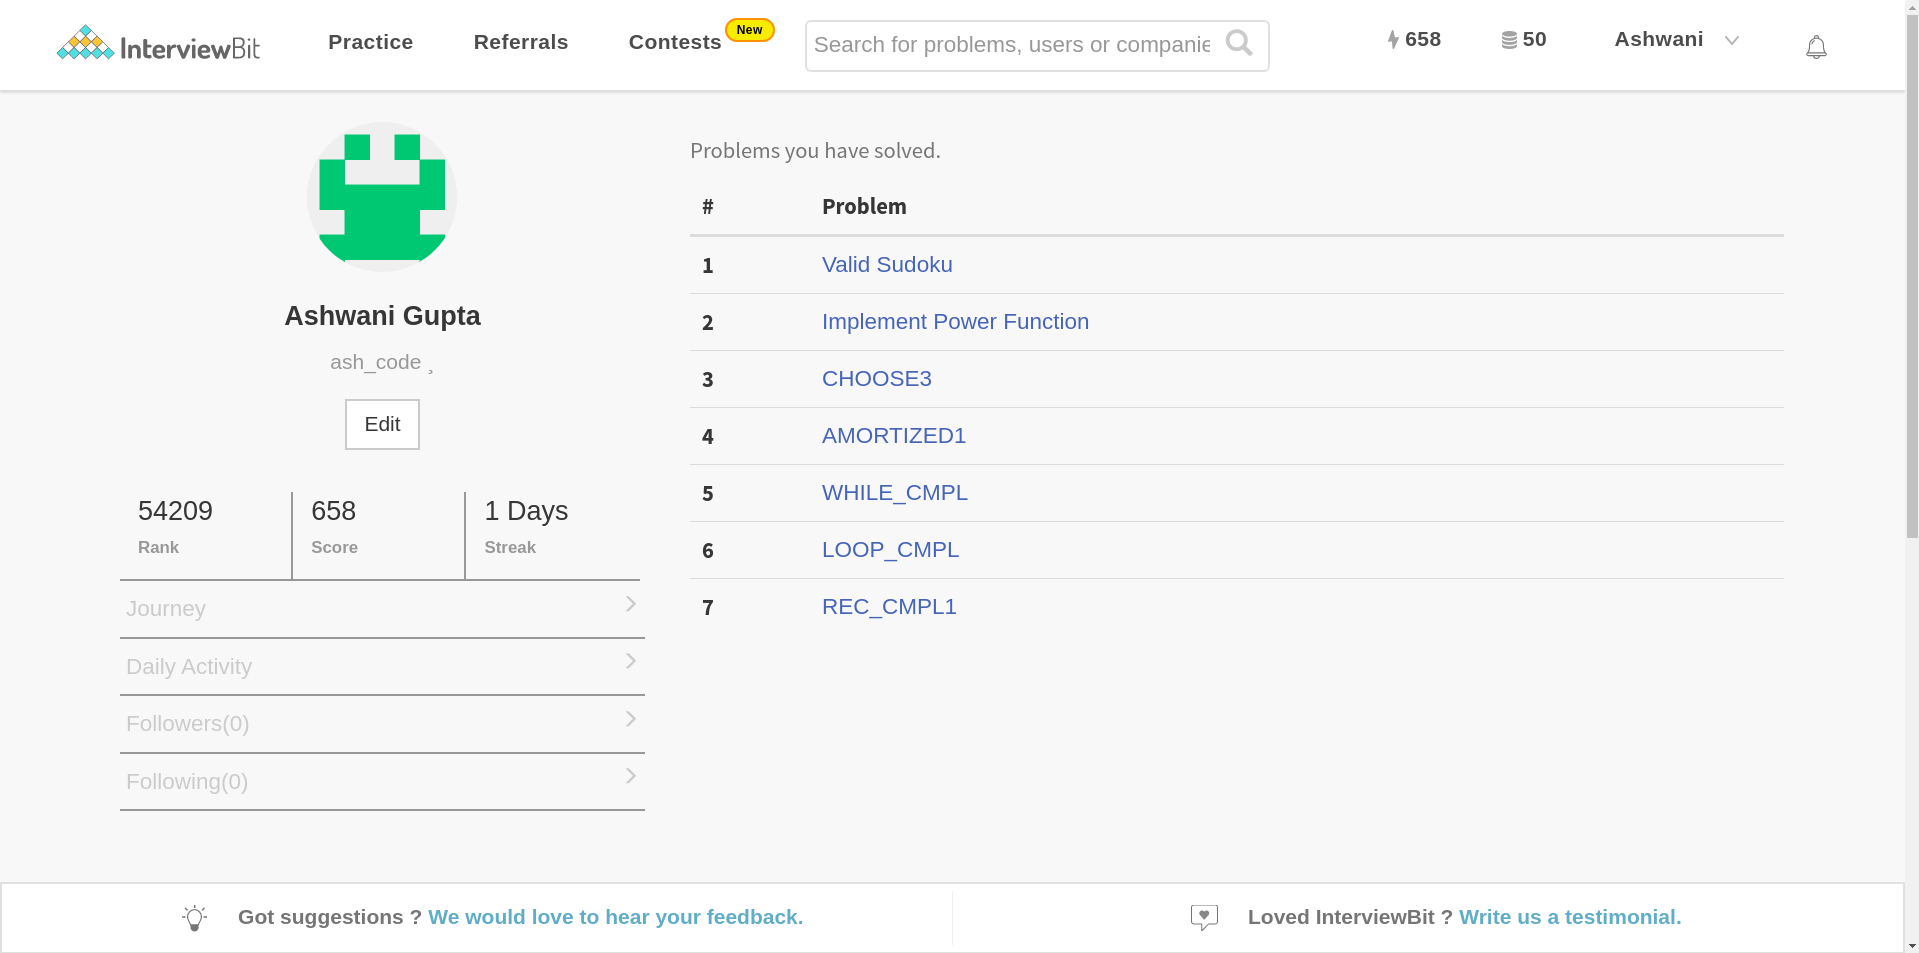 InterviewBit
Practice
Referrals
Contests
New
Search for problems, users or companie
658
50
Ashwani
Ashwani Gupta
ash_code ¸
Edit
54209
Rank
658
Score
1 Days
Streak
Journey
Daily Activity
Followers(0)
Following(0)
Problems you have solved.
# Problem
1 Valid Sudoku
2 Implement Power Function
3 CHOOSE3
4 AMORTIZED1
5 WHILE_CMPL
6 LOOP_CMPL
7 REC_CMPL1
Got suggestions ? We would love to hear your feedback.
Loved InterviewBit ? Write us a testimonial.